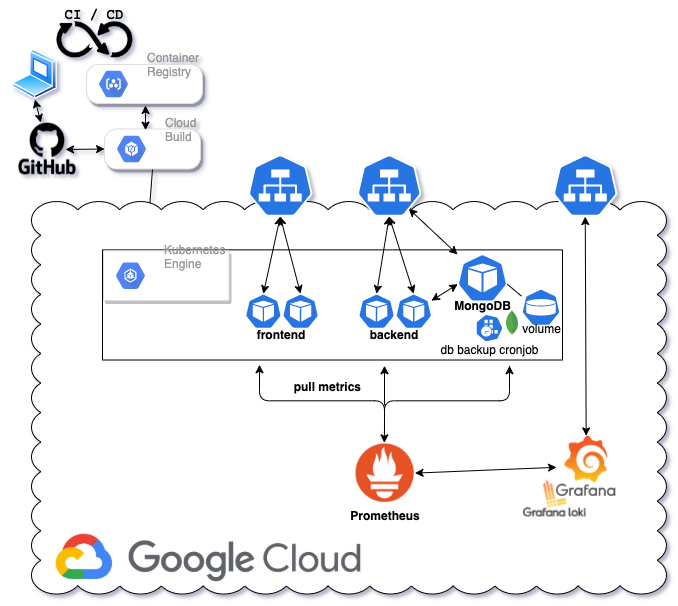 CI / CD
Container
Registry
Cloud
Build
GitHub
Kubernetes
Engine
MongoDB
frontend
backend
volume
db backup cronjob
pull metrics
Prometheus
Grafana
Grafana loki
Google Cloud